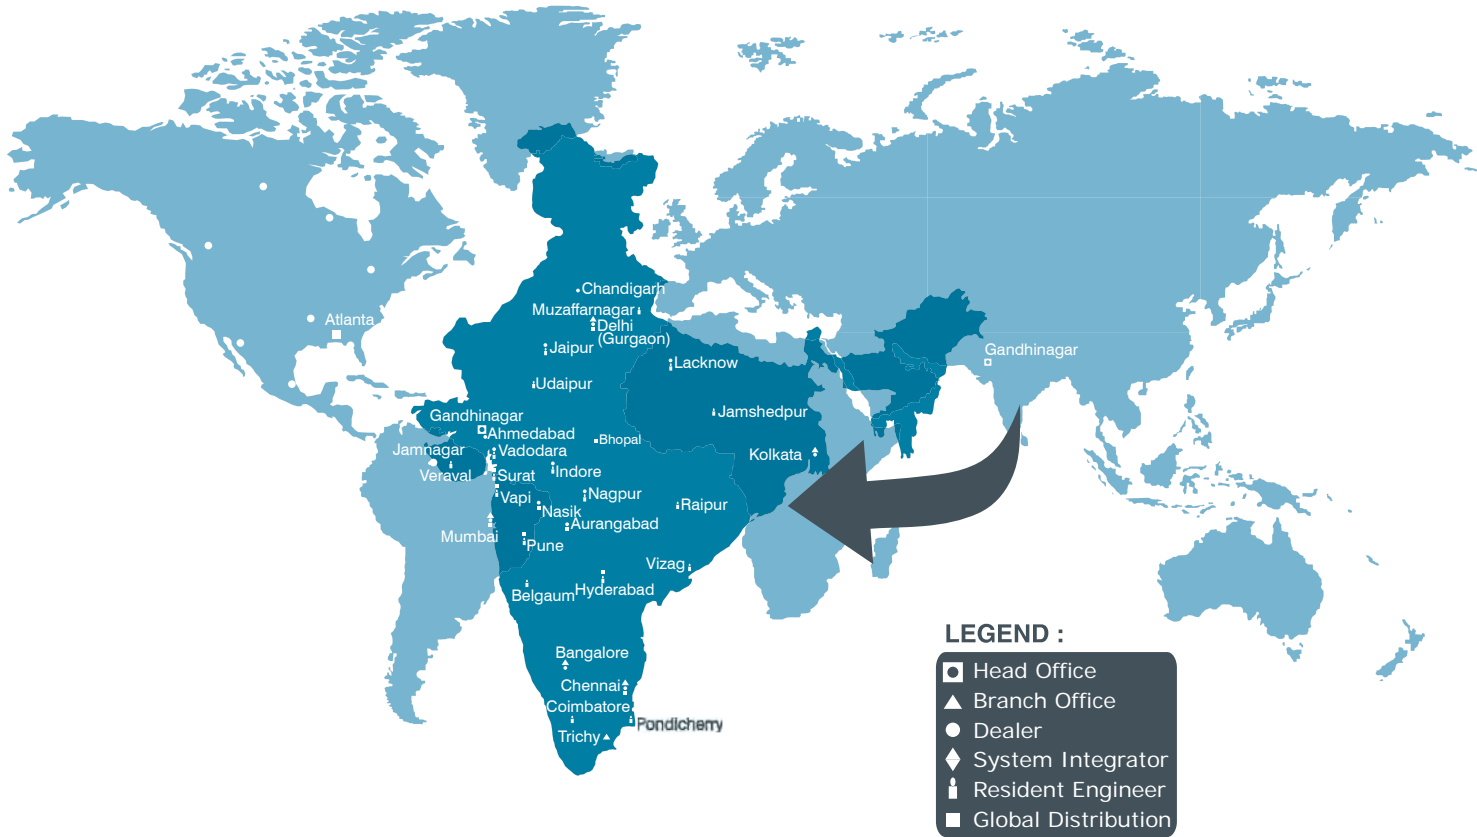 Chandigarh
Muzaffarnagar
Delhi
(Gurgaon)
Atlanta
Jaipur
Gandhinagar
Lacknow
Udaipur
Jamshedpur
Gandhinagar
Ahmedabad
Bhopal
Jamnagar
Vadodara
Kolkata
Veraval
Surat
Indore
Vapi
Nagpur
Raipur
Nasik
Aurangabad
Mumbai
Pune
Vizag
Belgaum
Hyderabad
Bangalore
Chennai
Coimbatore
Pondicherry
Trichy
LEGEND :
Head Office
Branch Office
Dealer
System Integrator
Resident Engineer
Global Distribution